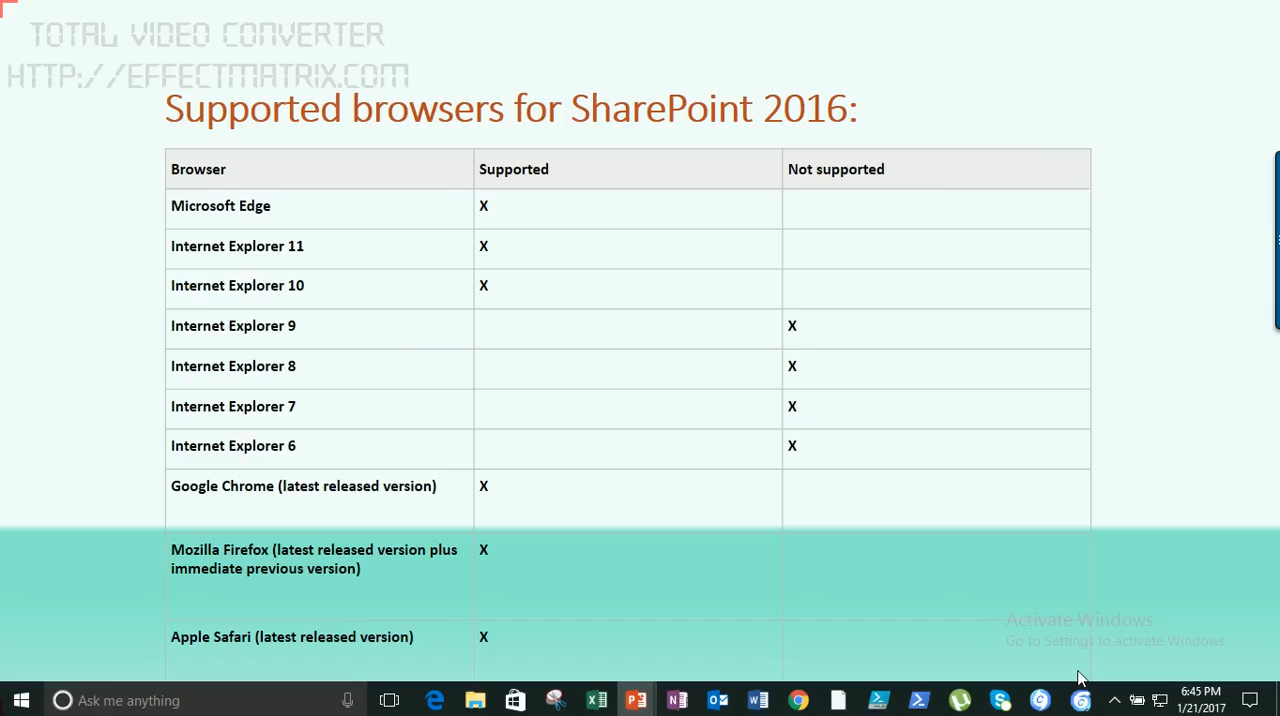 TOTAL VIDEO CONVERTER
HTTP://EFFECTMATRIX.COM
Supported browsers for SharePoint 2016:
Browser Supported Not supported
Microsoft Edge X
Internet Explorer 11 X
Internet Explorer 10 X
Internet Explorer 9 X
Internet Explorer 8 X
Internet Explorer 7 X
Internet Explorer 6 X
Google Chrome (latest released version) X
Mozilla Firefox (latest released version plus X
immediate previous version)
Activate Windows
Go to Settings to activate Windows.
Apple Safari (latest released version) X
Ask me anything
6:45 PM
1/21/2017